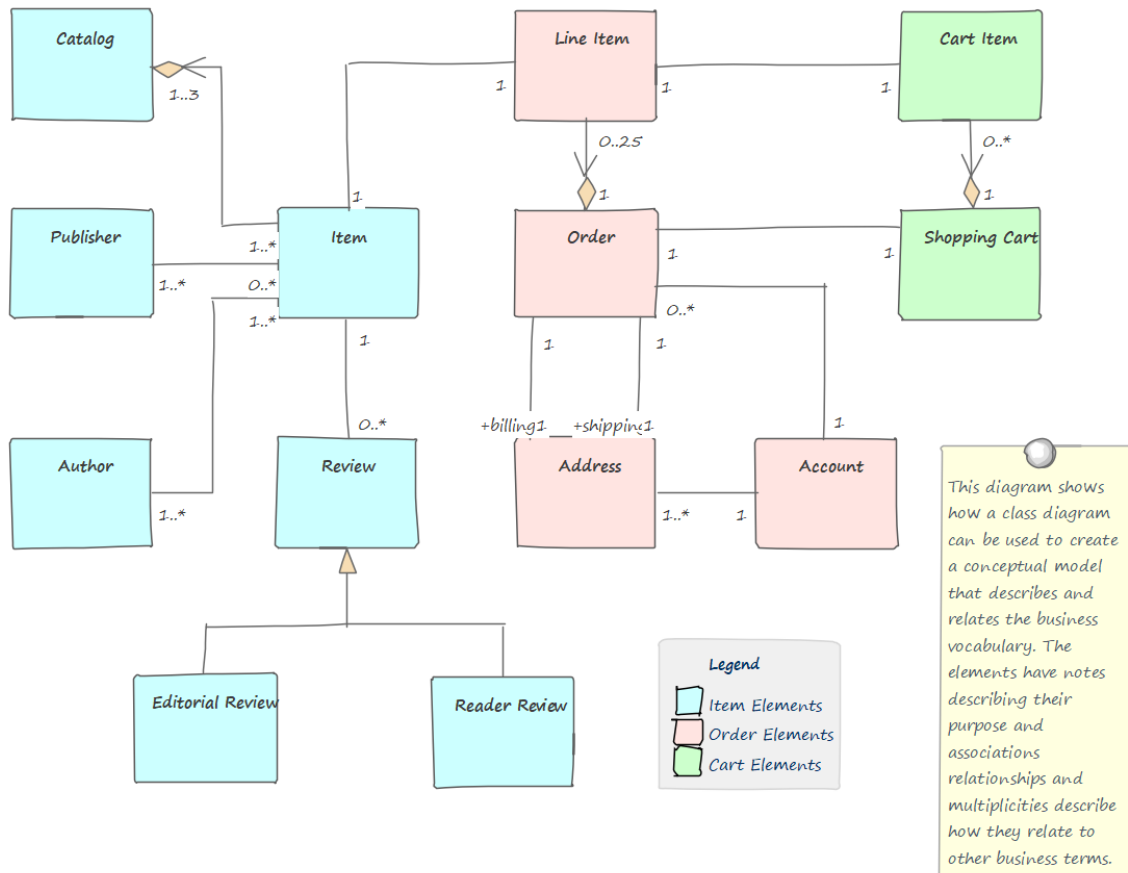 Catalog
Line Item
Cart Item
1..3
1
1
1
0..25
0..*
1
1
1
Publisher
Item
Order
Shopping Cart
1..*
1..*
0..*
1..*
1
1
0..*
1
1
1
0..*
+billing1
+shipping1
1
Author
Review
Address
Account
1..*
1..*
1
Editorial Review
Reader Review
Legend
Item Elements
Order Elements
Cart Elements
This diagram shows
how a class diagram
can be used to create
a conceptual model
that describes and
relates the business
vocabulary. The
elements have notes
describing their
purpose and
associations
relationships and
multiplicities describe
how they relate to
other business terms.